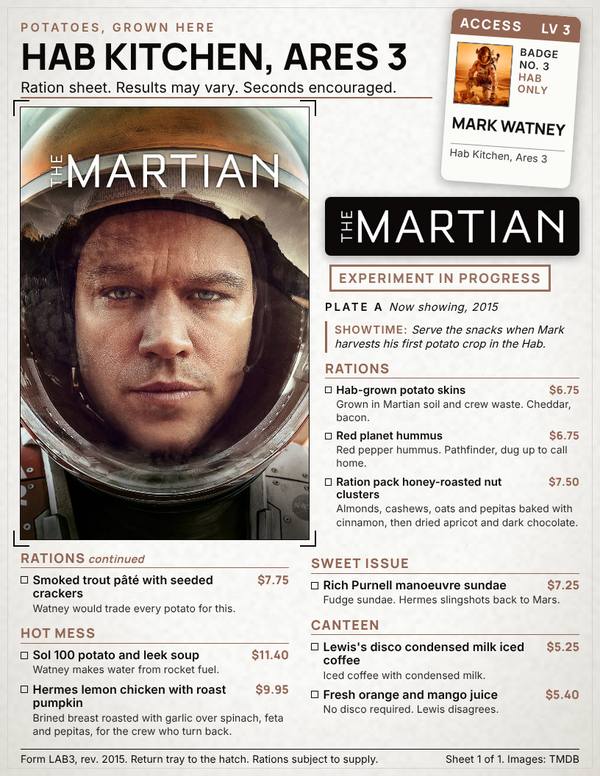 POTATOES, GROWN HERE
HAB KITCHEN, ARES 3
Ration sheet. Results may vary. Seconds encouraged.
ACCESS LV 3
BADGE
NO. 3
HAB
ONLY
MARK WATNEY
Hab Kitchen, Ares 3
THE MARTIAN
THE MARTIAN
EXPERIMENT IN PROGRESS
PLATE A Now showing, 2015
SHOWTIME: Serve the snacks when Mark
harvests his first potato crop in the Hab.
RATIONS
Hab-grown potato skins $6.75
Grown in Martian soil and crew waste. Cheddar,
bacon.
Red planet hummus $6.75
Red pepper hummus. Pathfinder, dug up to call
home.
Ration pack honey-roasted nut $7.50
clusters
Almonds, cashews, oats and pepitas baked with
cinnamon, then dried apricot and dark chocolate.
RATIONS continued
Smoked trout pâté with seeded $7.75
crackers
Watney would trade every potato for this.
HOT MESS
Sol 100 potato and leek soup $11.40
Watney makes water from rocket fuel.
Hermes lemon chicken with roast $9.95
pumpkin
Brined breast roasted with garlic over spinach, feta
and pepitas, for the crew who turn back.
SWEET ISSUE
Rich Purnell manoeuvre sundae $7.25
Fudge sundae. Hermes slingshots back to Mars.
CANTEEN
Lewis's disco condensed milk iced $5.25
coffee
Iced coffee with condensed milk.
Fresh orange and mango juice $5.40
No disco required. Lewis disagrees.
Form LAB3, rev. 2015. Return tray to the hatch. Rations subject to supply.
Sheet 1 of 1. Images: TMDB